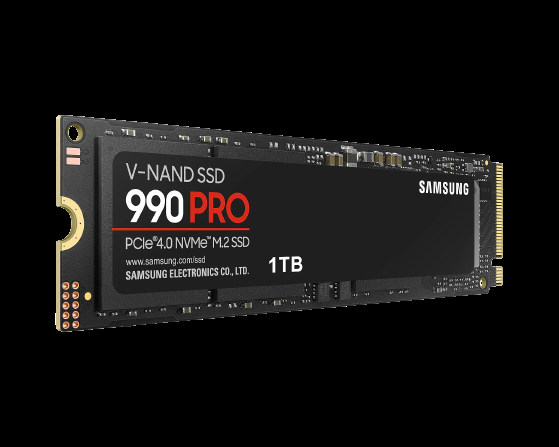 V-NAND SSD
SAMSUNG
990 PRO
PCIe®4.0 NVMe™ M.2 SSD
www.samsung.com/ssd
SAMSUNG ELECTRONICS CO., LTD.
1TB